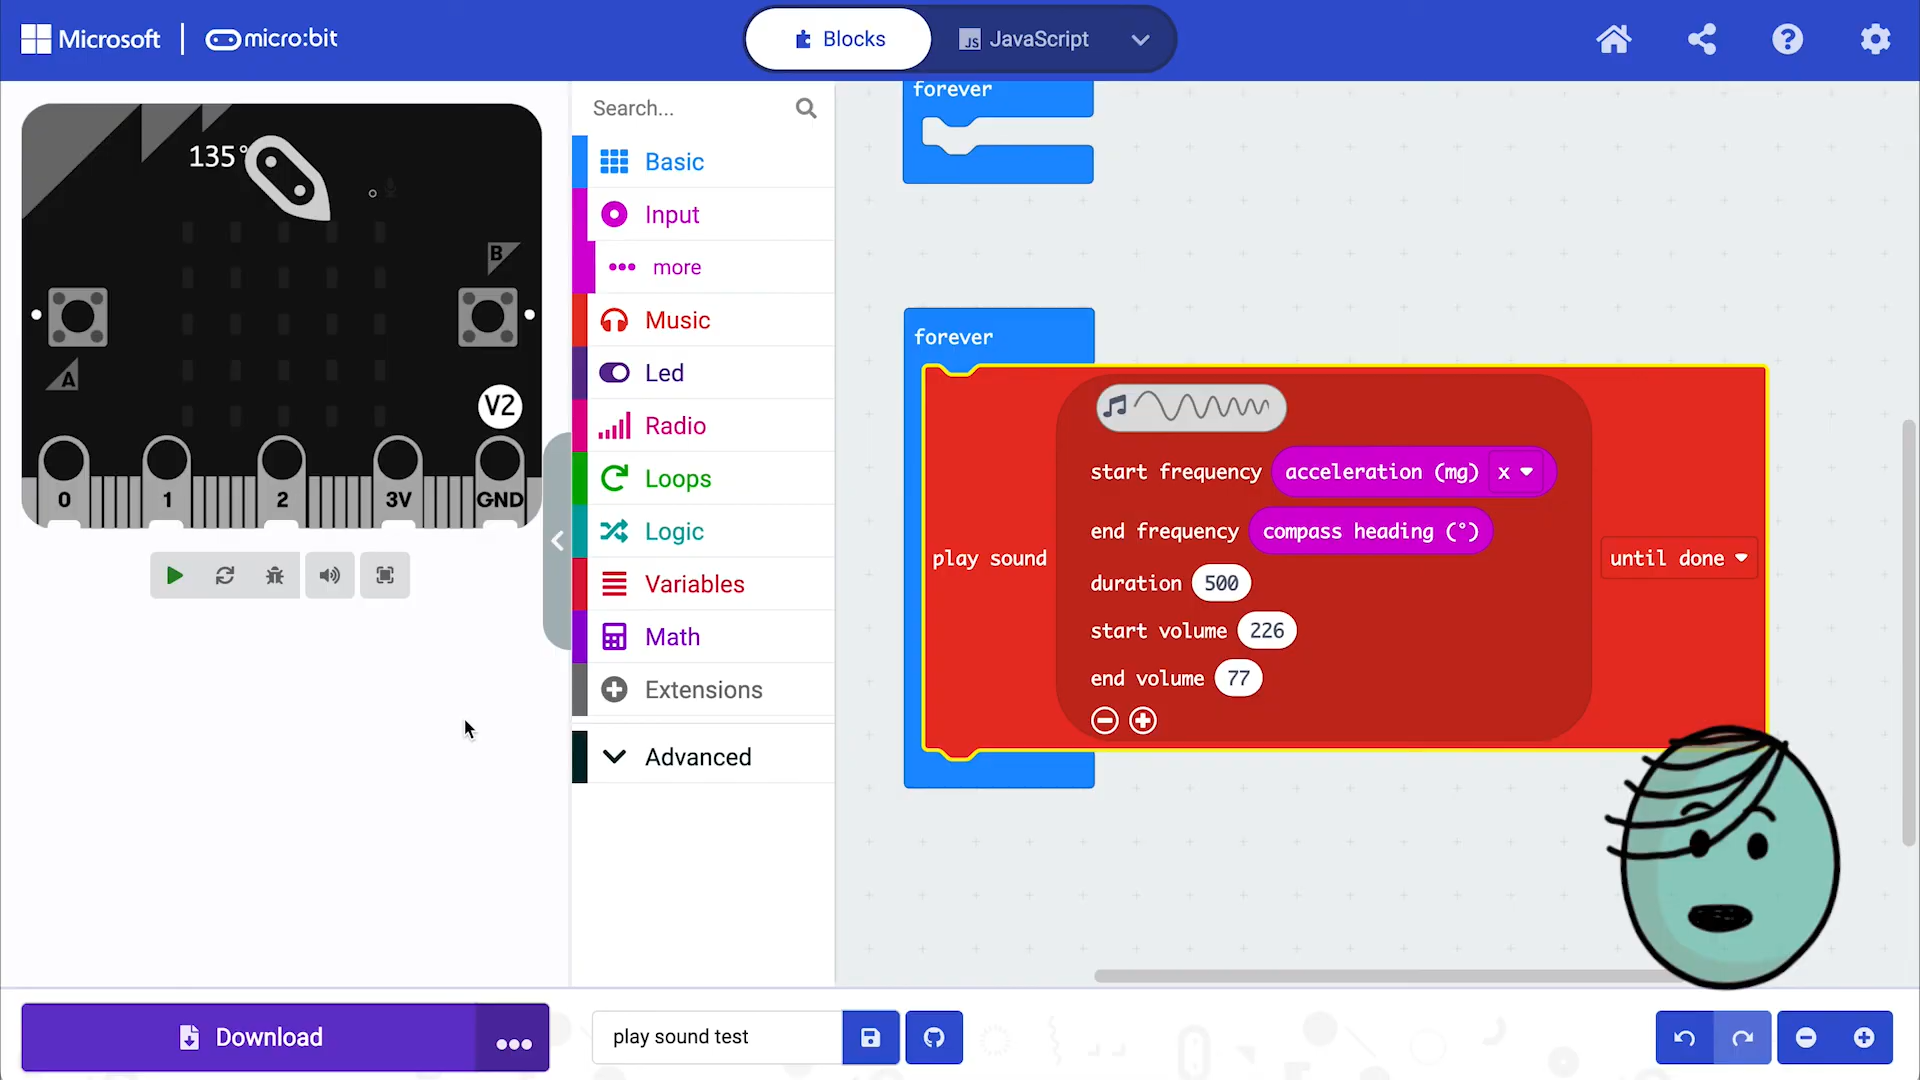 Microsoft | micro:bit
Blocks
JS JavaScript
135°
B
A
V2
0 1 2 3V GND
Search...
Basic
Input
more
Music
Led
Radio
Loops
Logic
Variables
Math
Extensions
Advanced
forever
forever
play sound
start frequency acceleration (mg) x
end frequency compass heading (°)
duration 500
start volume 226
end volume 77
until done
Download
play sound test